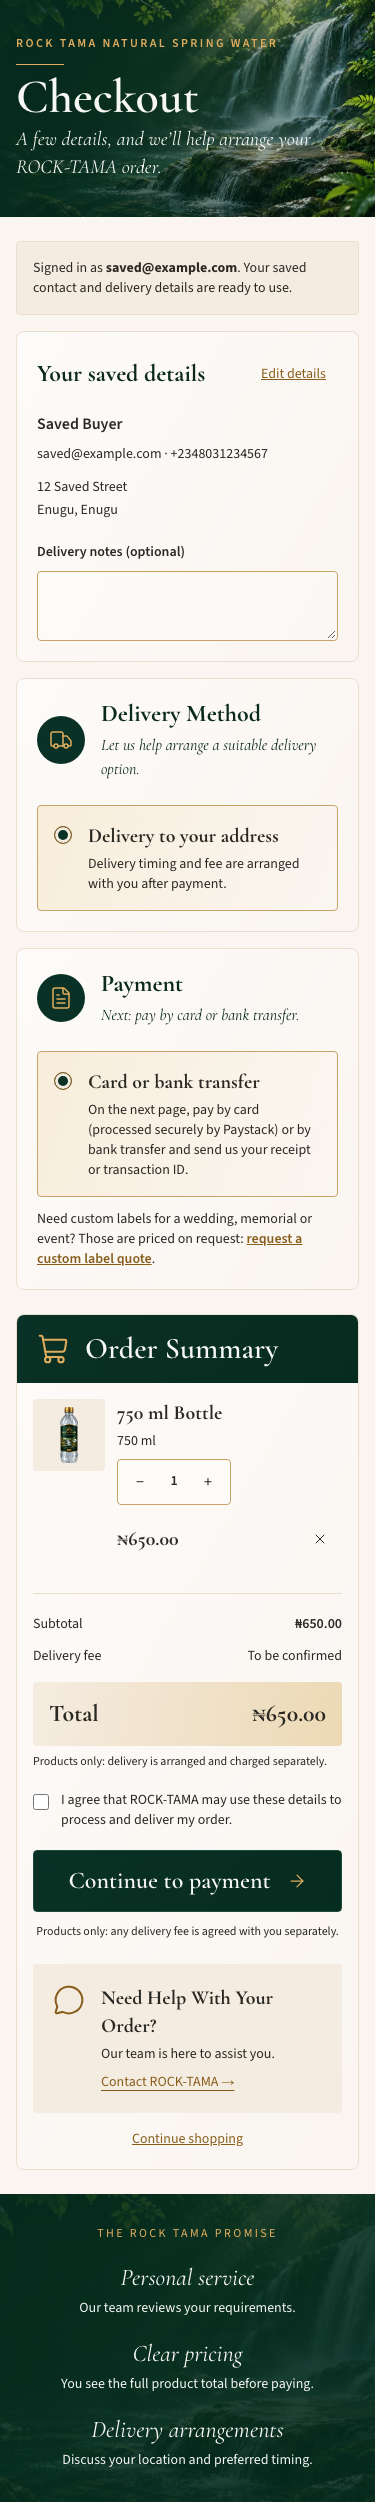 ROCK TAMA NATURAL SPRING WATER
Checkout
A few details, and we'll help arrange your
ROCK-TAMA order.
Signed in as saved@example.com. Your saved
contact and delivery details are ready to use.
Your saved details
Edit details
Saved Buyer
saved@example.com · +2348031234567
12 Saved Street
Enugu, Enugu
Delivery notes (optional)
Delivery Method
Let us help arrange a suitable delivery
option.
Delivery to your address
Delivery timing and fee are arranged
with you after payment.
Payment
Next: pay by card or bank transfer.
Card or bank transfer
On the next page, pay by card
(processed securely by Paystack) or by
bank transfer and send us your receipt
or transaction ID.
Need custom labels for a wedding, memorial or
event? Those are priced on request: request a
custom label quote.
Order Summary
750 ml Bottle
750 ml
− 1 +
₦650.00
Subtotal ₦650.00
Delivery fee To be confirmed
Total ₦650.00
Products only: delivery is arranged and charged separately.
I agree that ROCK-TAMA may use these details to
process and deliver my order.
Continue to payment →
Products only: any delivery fee is agreed with you separately.
Need Help With Your
Order?
Our team is here to assist you.
Contact ROCK-TAMA →
Continue shopping
THE ROCK TAMA PROMISE
Personal service
Our team reviews your requirements.
Clear pricing
You see the full product total before paying.
Delivery arrangements
Discuss your location and preferred timing.